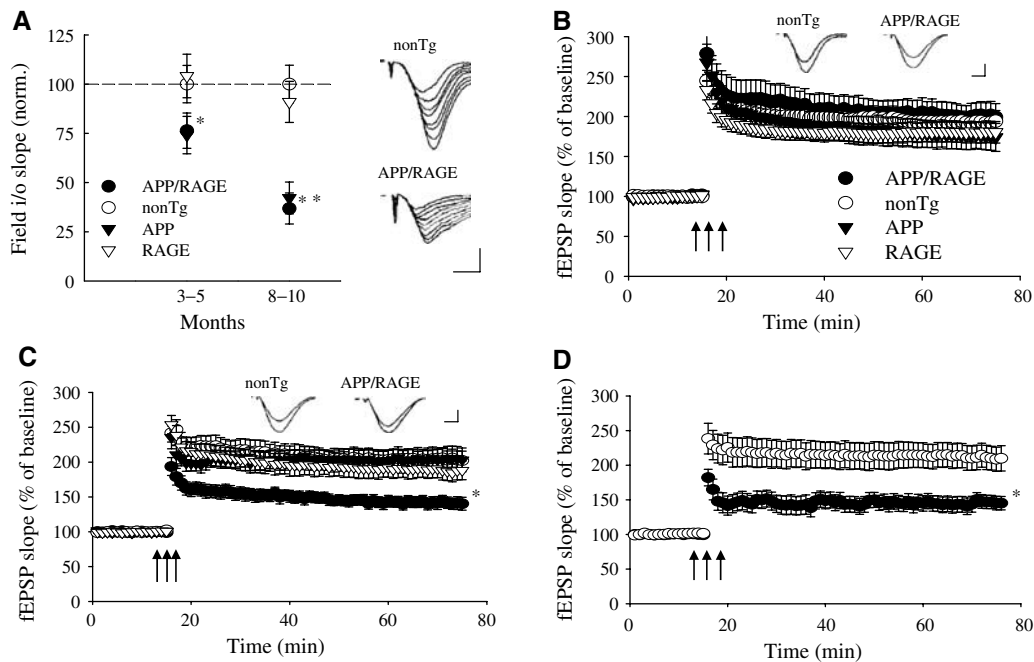 A
Field i/o slope (norm.)
125
100
75
50
25
0
*
* *
APP/RAGE
nonTg
APP
RAGE
3–5
8–10
Months
nonTg
APP/RAGE
B
fEPSP slope (% of baseline)
300
250
200
150
100
50
0
20
40
60
80
Time (min)
nonTg
APP/RAGE
APP/RAGE
nonTg
APP
RAGE
C
fEPSP slope (% of baseline)
300
250
200
150
100
50
0
20
40
60
80
Time (min)
nonTg
APP/RAGE
*
D
fEPSP slope (% of baseline)
300
250
200
150
100
50
0
20
40
60
80
Time (min)
*